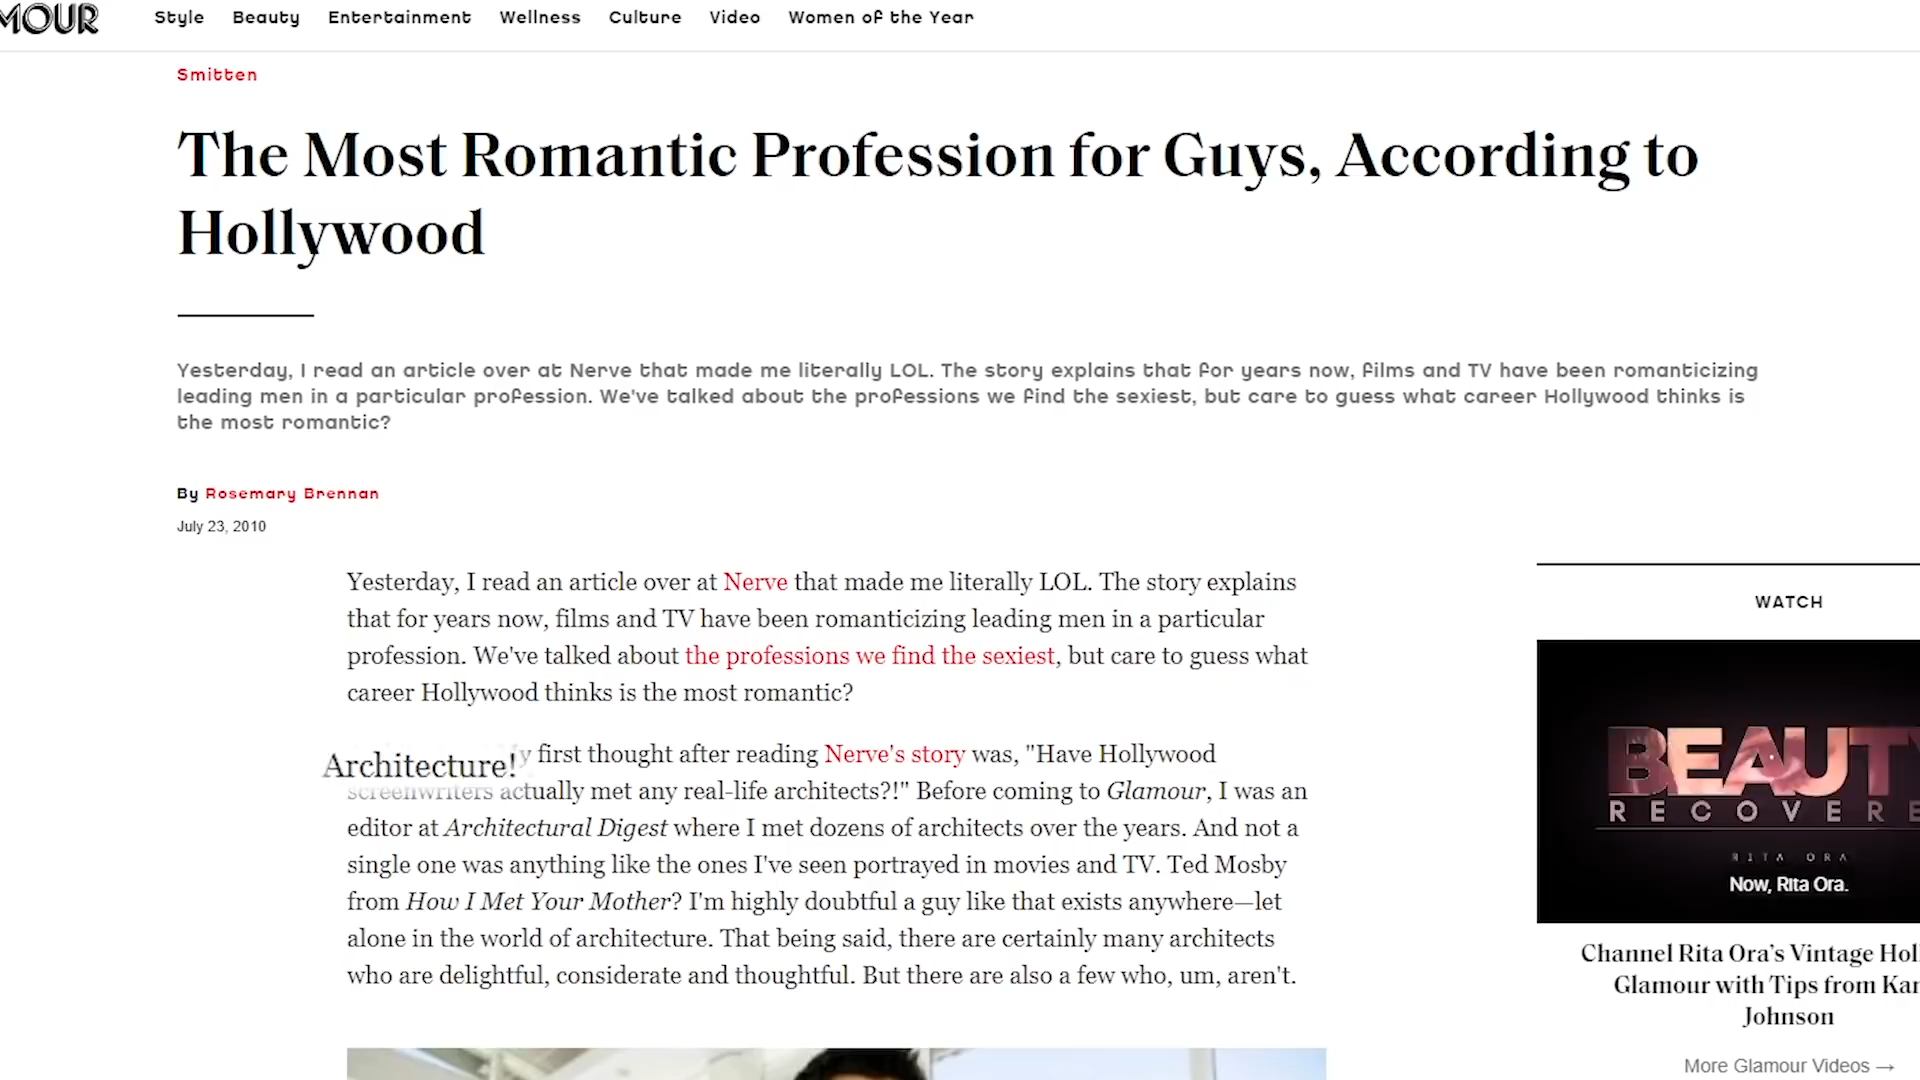 MOUR
Style Beauty Entertainment Wellness Culture Video Women of the Year
Smitten
The Most Romantic Profession for Guys, According to
Hollywood
Yesterday, I read an article over at Nerve that made me literally LOL. The story explains that for years now, films and TV have been romanticizing
leading men in a particular profession. We've talked about the professions we find the sexiest, but care to guess what career Hollywood thinks is
the most romantic?
By Rosemary Brennan
July 23, 2010
Yesterday, I read an article over at Nerve that made me literally LOL. The story explains
that for years now, films and TV have been romanticizing leading men in a particular
profession. We've talked about the professions we find the sexiest, but care to guess what
career Hollywood thinks is the most romantic?
Architecture! y first thought after reading Nerve's story was, "Have Hollywood
screenwriters actually met any real-life architects?!" Before coming to Glamour, I was an
editor at Architectural Digest where I met dozens of architects over the years. And not a
single one was anything like the ones I've seen portrayed in movies and TV. Ted Mosby
from How I Met Your Mother? I'm highly doubtful a guy like that exists anywhere—let
alone in the world of architecture. That being said, there are certainly many architects
who are delightful, considerate and thoughtful. But there are also a few who, um, aren't.
WATCH
BEAUTY
RECOVERE
RITA ORA
Now, Rita Ora.
Channel Rita Ora's Vintage Hol
Glamour with Tips from Kar
Johnson
More Glamour Videos →